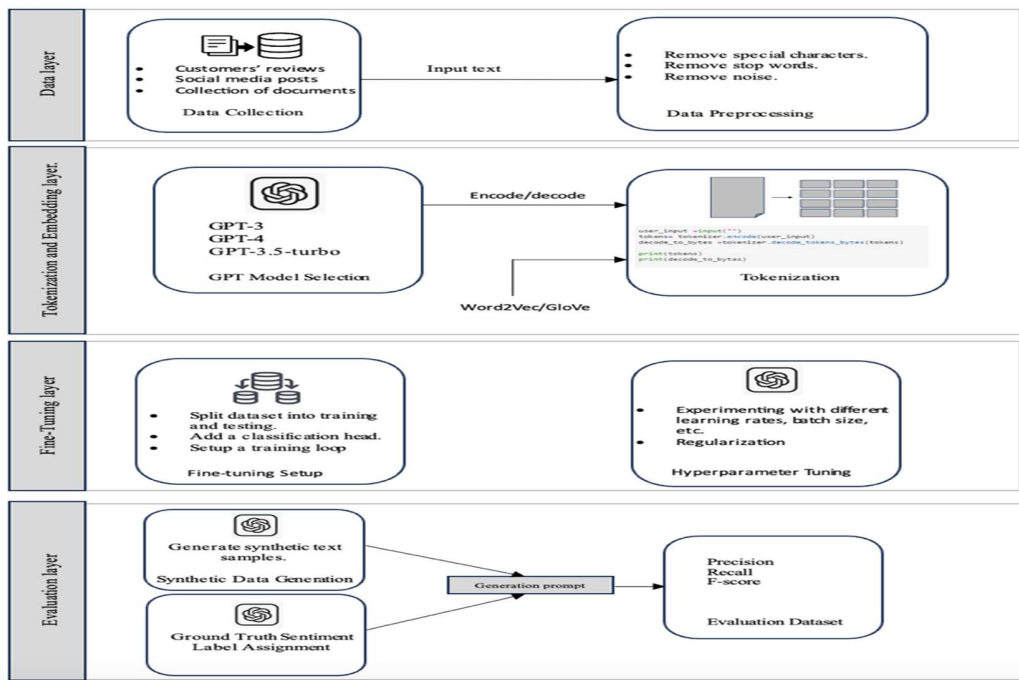 Data layer
Customers' reviews
Social media posts
Collection of documents
Data Collection
Input text
Remove special characters.
Remove stop words.
Remove noise.
Data Preprocessing
Tokenization and Embedding layer.
GPT-3
GPT-4
GPT-3.5-turbo
GPT Model Selection
Encode/decode
Word2Vec/GloVe
user_input =input("")
tokens= tokenizer.encode(user_input)
decode_to_bytes =tokenizer.decode_tokens_bytes(tokens)
print(tokens)
print(decode_to_bytes)
Tokenization
Fine-Tuning layer
Split dataset into training
and testing.
Add a classification head.
Setup a training loop
Fine-tuning Setup
Experimenting with different
learning rates, batch size,
etc.
Regularization
Hyperparameter Tuning
Evaluation layer
Generate synthetic text
samples.
Synthetic Data Generation
Ground Truth Sentiment
Label Assignment
Generation prompt
Precision
Recall
F-score
Evaluation Dataset